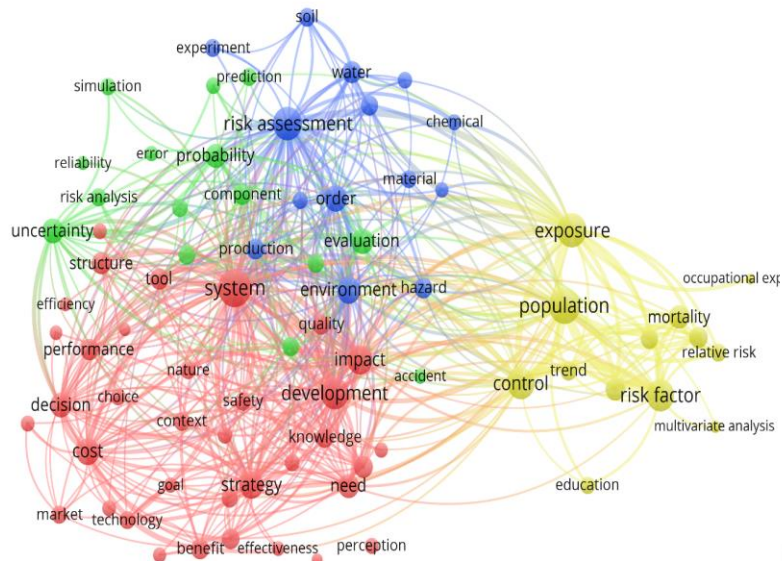 soil
experiment
water
prediction
simulation
risk assessment
chemical
error
probability
reliability
material
risk analysis
component
order
uncertainty
evaluation
exposure
production
structure
tool
occupational exp
system
environment
hazard
efficiency
population
mortality
quality
performance
relative risk
nature
impact
trend
accident
control
choice
development
risk factor
decision
safety
context
multivariate analysis
knowledge
cost
goal
strategy
need
education
market
technology
perception
benefit
effectiveness